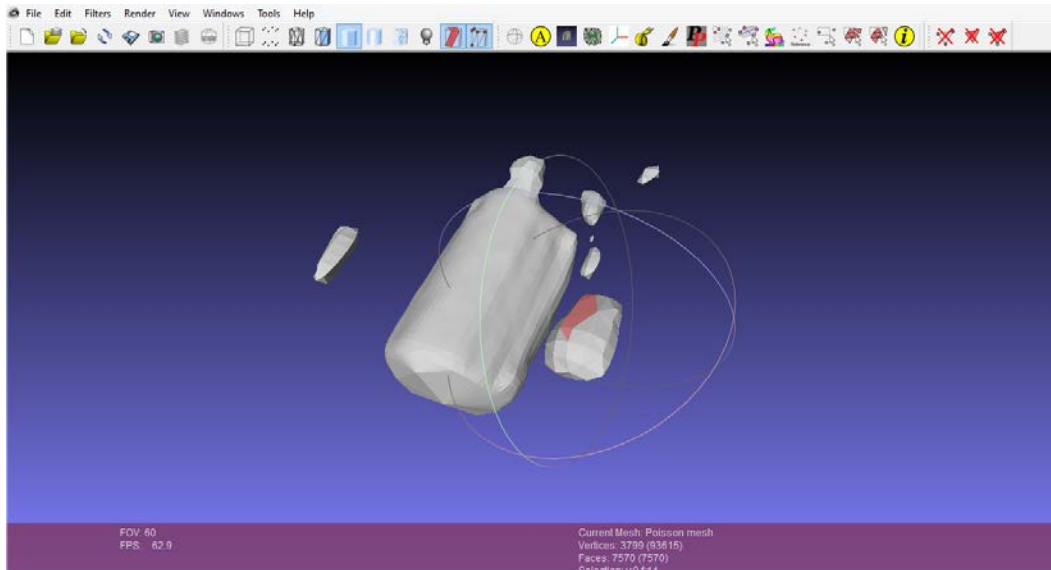 File Edit Filters Render View Windows Tools Help
A i
FOV: 60
FPS: 62.9
Current Mesh: Poisson mesh
Vertices: 3799 (93615)
Faces: 7570 (7570)